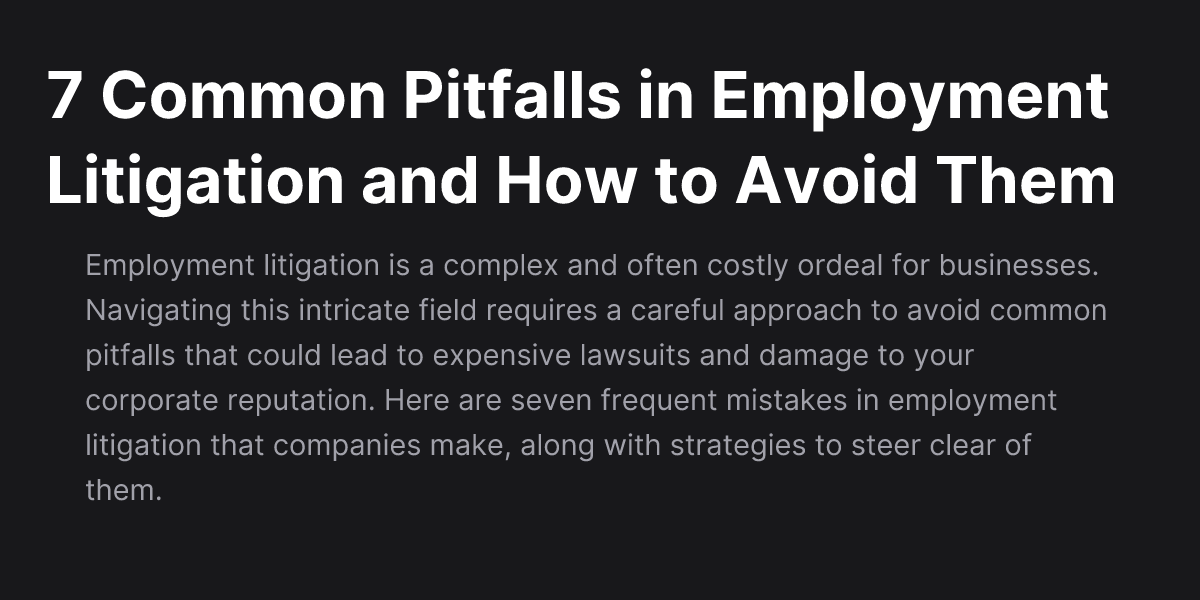 7 Common Pitfalls in Employment
Litigation and How to Avoid Them
Employment litigation is a complex and often costly ordeal for businesses.
Navigating this intricate field requires a careful approach to avoid common
pitfalls that could lead to expensive lawsuits and damage to your
corporate reputation. Here are seven frequent mistakes in employment
litigation that companies make, along with strategies to steer clear of
them.